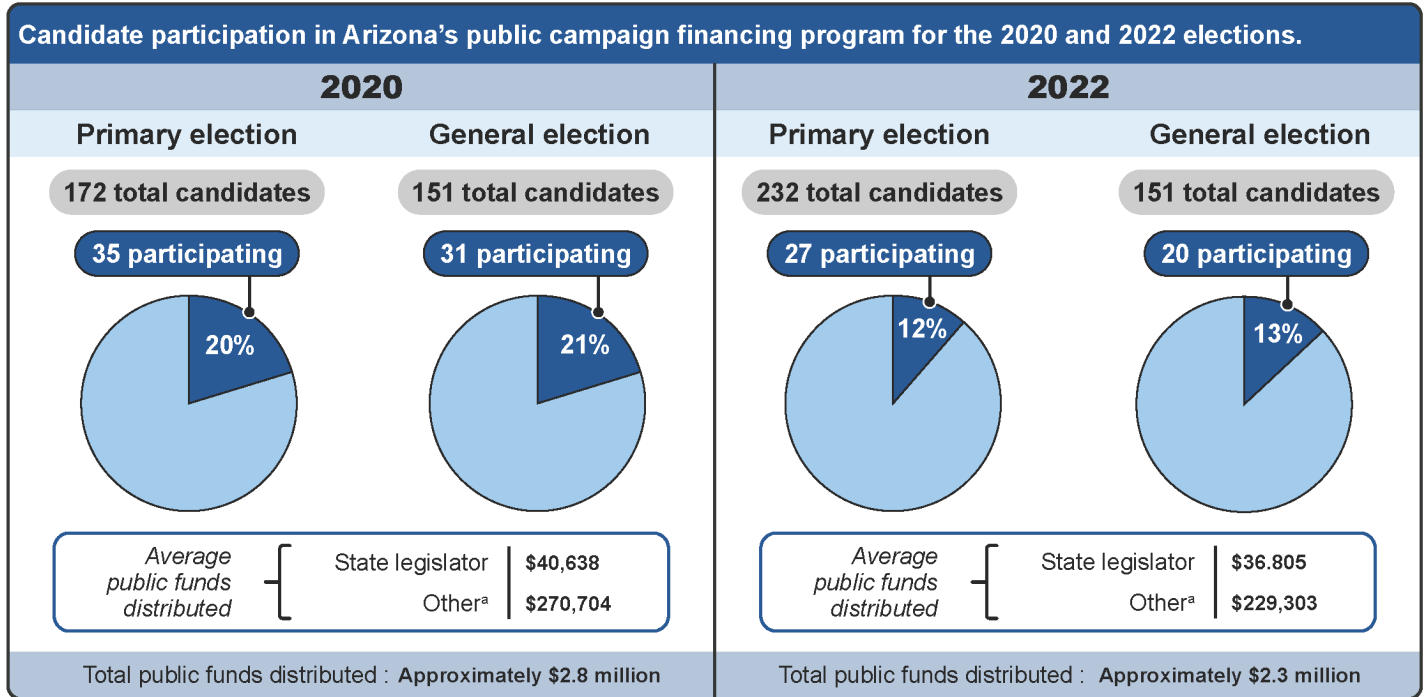 Candidate participation in Arizona's public campaign financing program for the 2020 and 2022 elections.
2020
Primary election
172 total candidates
35 participating
20%
General election
151 total candidates
31 participating
21%
Average
public funds
distributed
State legislator $40,638
Otherᵃ $270,704
Total public funds distributed : Approximately $2.8 million
2022
Primary election
232 total candidates
27 participating
12%
General election
151 total candidates
20 participating
13%
Average
public funds
distributed
State legislator $36.805
Otherᵃ $229,303
Total public funds distributed : Approximately $2.3 million